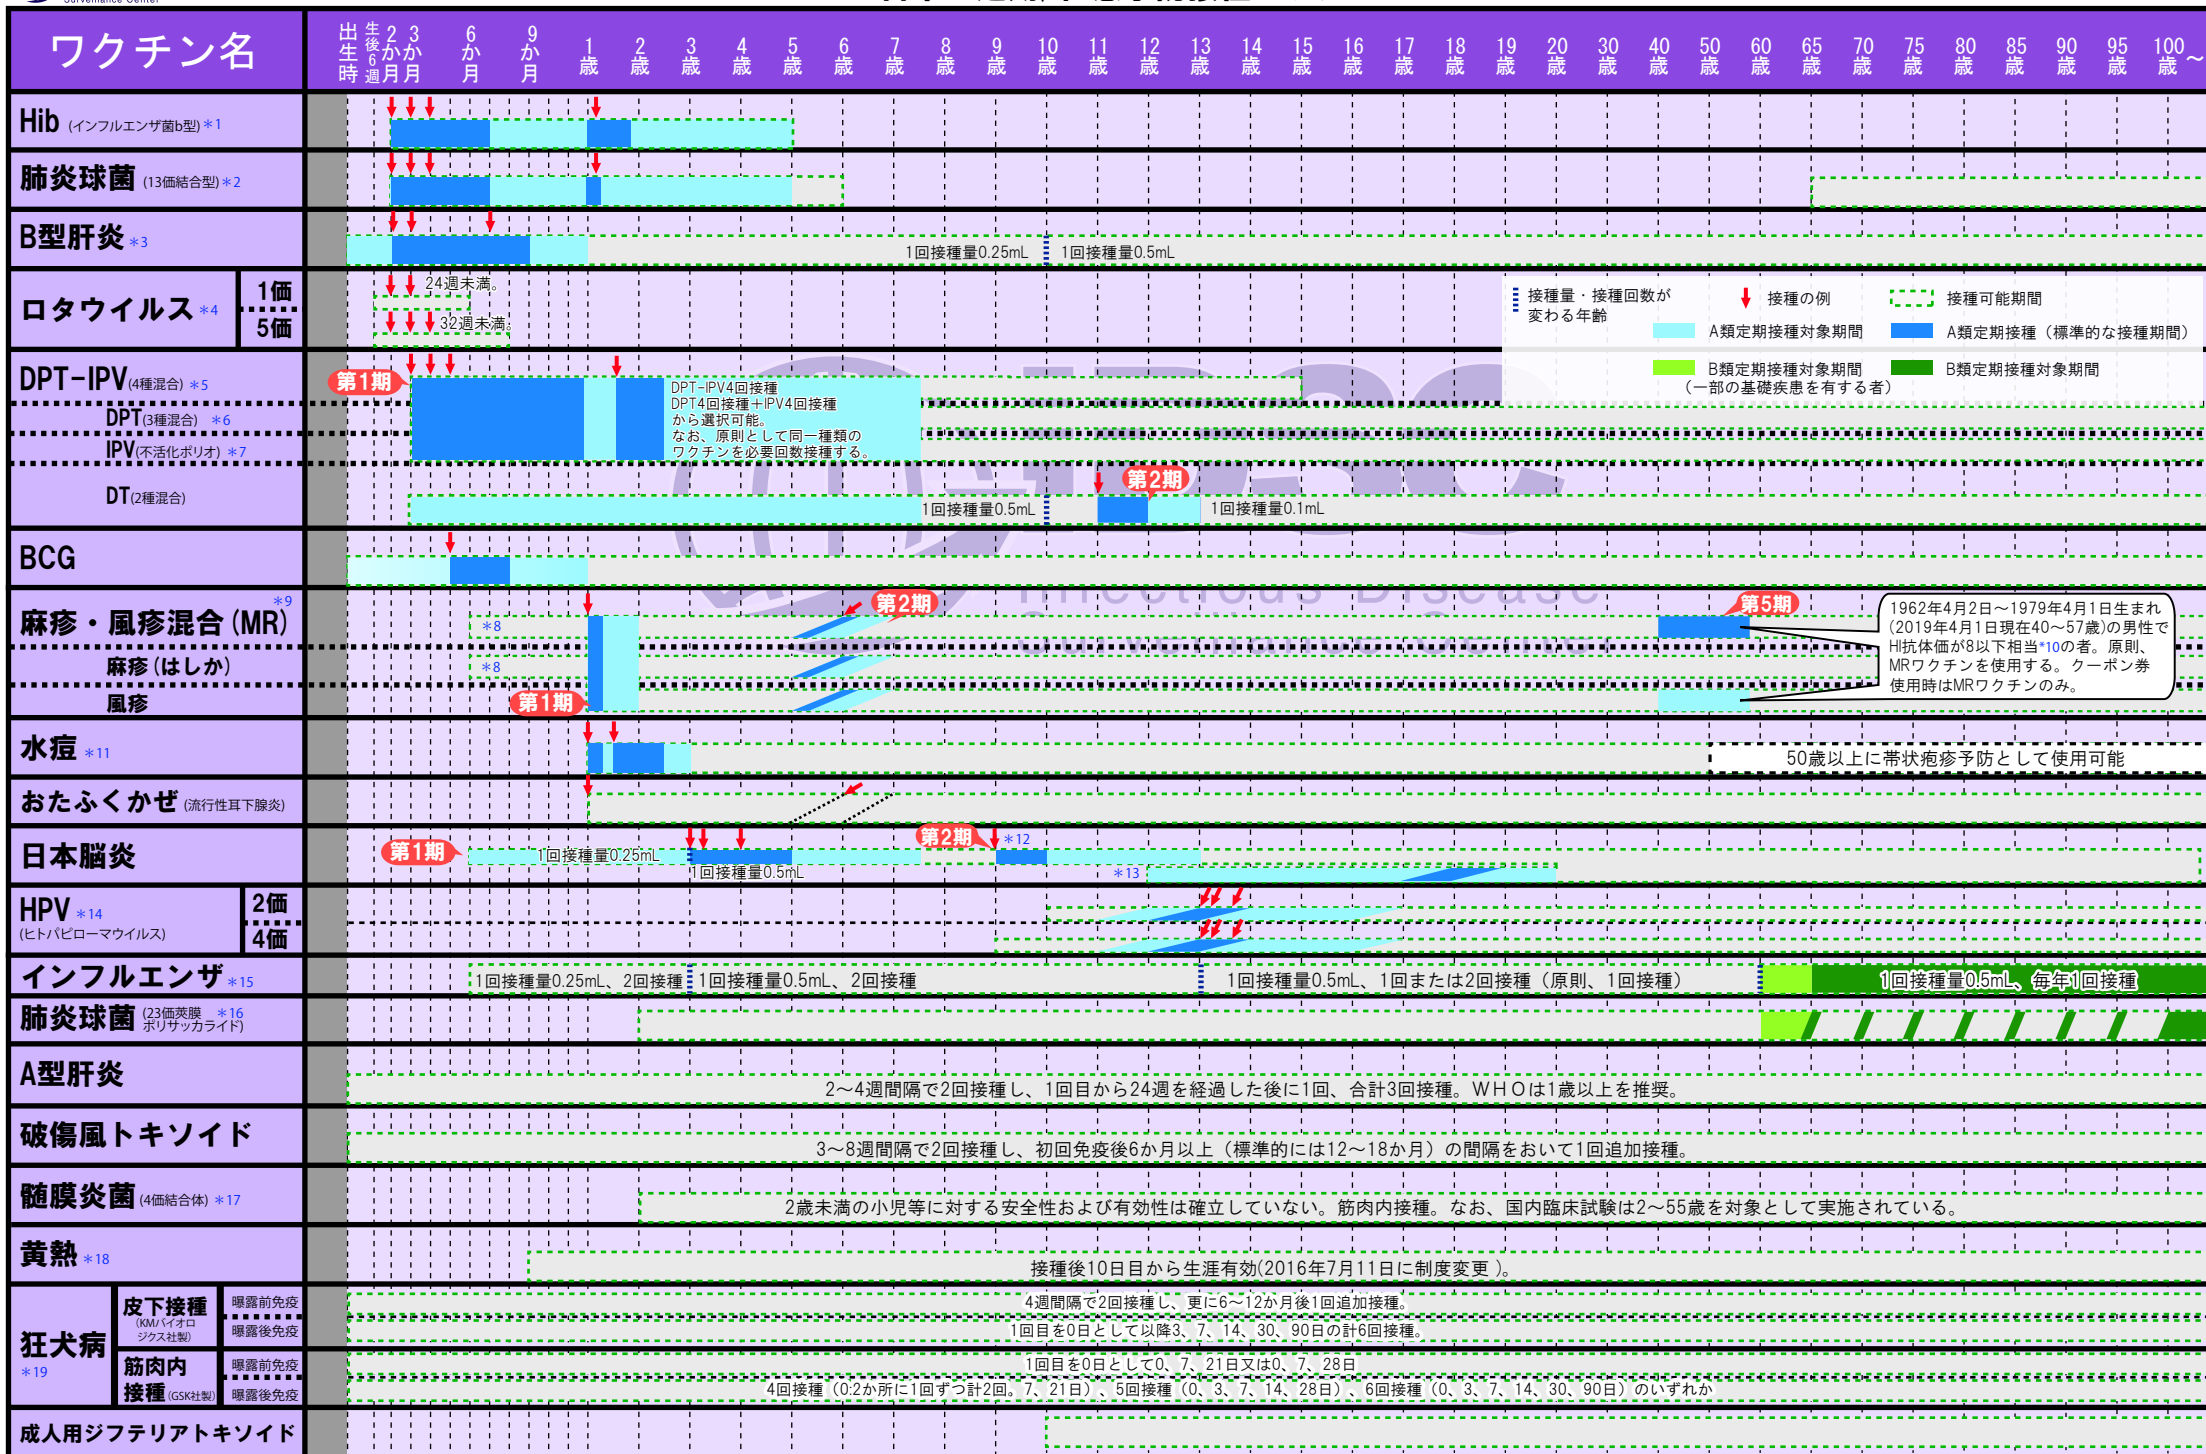 Surveillance Center
ワクチン名
出生時
生後6週
2か月
3か月
6か月
9か月
1歳
2歳
3歳
4歳
5歳
6歳
7歳
8歳
9歳
10歳
11歳
12歳
13歳
14歳
15歳
16歳
17歳
18歳
19歳
20歳
30歳
40歳
50歳
60歳
65歳
70歳
75歳
80歳
85歳
90歳
95歳
100歳~
Hib (インフルエンザ菌b型) *1
肺炎球菌 (13価結合型) *2
B型肝炎 *3
1回接種量0.25mL
1回接種量0.5mL
ロタウイルス *4
1価
5価
24週未満。
32週未満。
接種量・接種回数が
変わる年齢
接種の例
接種可能期間
A類定期接種対象期間
A類定期接種(標準的な接種期間)
B類定期接種対象期間
(一部の基礎疾患を有する者)
B類定期接種対象期間
DPT-IPV(4種混合) *5
第1期
DPT-IPV4回接種
DPT4回接種+IPV4回接種
から選択可能。
なお、原則として同一種類の
ワクチンを必要回数接種する。
DPT(3種混合) *6
IPV(不活化ポリオ) *7
DT(2種混合)
1回接種量0.5mL
第2期
1回接種量0.1mL
IDSC
Infectious Disease
Surveillance Center
BCG
麻疹・風疹混合(MR) *9
*8
第2期
第5期
1962年4月2日~1979年4月1日生まれ
(2019年4月1日現在40~57歳)の男性で
HI抗体価が8以下相当*10の者。原則、
MRワクチンを使用する。クーポン券
使用時はMRワクチンのみ。
麻疹(はしか)
*8
風疹
第1期
水痘 *11
50歳以上に帯状疱疹予防として使用可能
おたふくかぜ (流行性耳下腺炎)
日本脳炎
第1期
1回接種量0.25mL
1回接種量0.5mL
第2期
*12
*13
HPV *14
(ヒトパピローマウイルス)
2価
4価
インフルエンザ *15
1回接種量0.25mL、2回接種
1回接種量0.5mL、2回接種
1回接種量0.5mL、1回または2回接種(原則、1回接種)
1回接種量0.5mL、毎年1回接種
肺炎球菌 (23価莢膜 *16
ポリサッカライド)
A型肝炎
2~4週間隔で2回接種し、1回目から24週を経過した後に1回、合計3回接種。WHOは1歳以上を推奨。
破傷風トキソイド
3~8週間隔で2回接種し、初回免疫後6か月以上(標準的には12~18か月)の間隔をおいて1回追加接種。
髄膜炎菌 (4価結合体) *17
2歳未満の小児等に対する安全性および有効性は確立していない。筋肉内接種。なお、国内臨床試験は2~55歳を対象として実施されている。
黄熱 *18
接種後10日目から生涯有効(2016年7月11日に制度変更 )。
狂犬病
*19
皮下接種
(KMバイオロ
ジクス社製)
曝露前免疫
4週間隔で2回接種し、更に6~12か月後1回追加接種。
曝露後免疫
1回目を0日として以降3、7、14、30、90日の計6回接種。
筋肉内
接種 (GSK社製)
曝露前免疫
1回目を0日として0、7、21日又は0、7、28日
曝露後免疫
4回接種(0:2か所に1回ずつ計2回。7、21日)、5回接種(0、3、7、14、28日)、6回接種(0、3、7、14、30、90日)のいずれか
成人用ジフテリアトキソイド